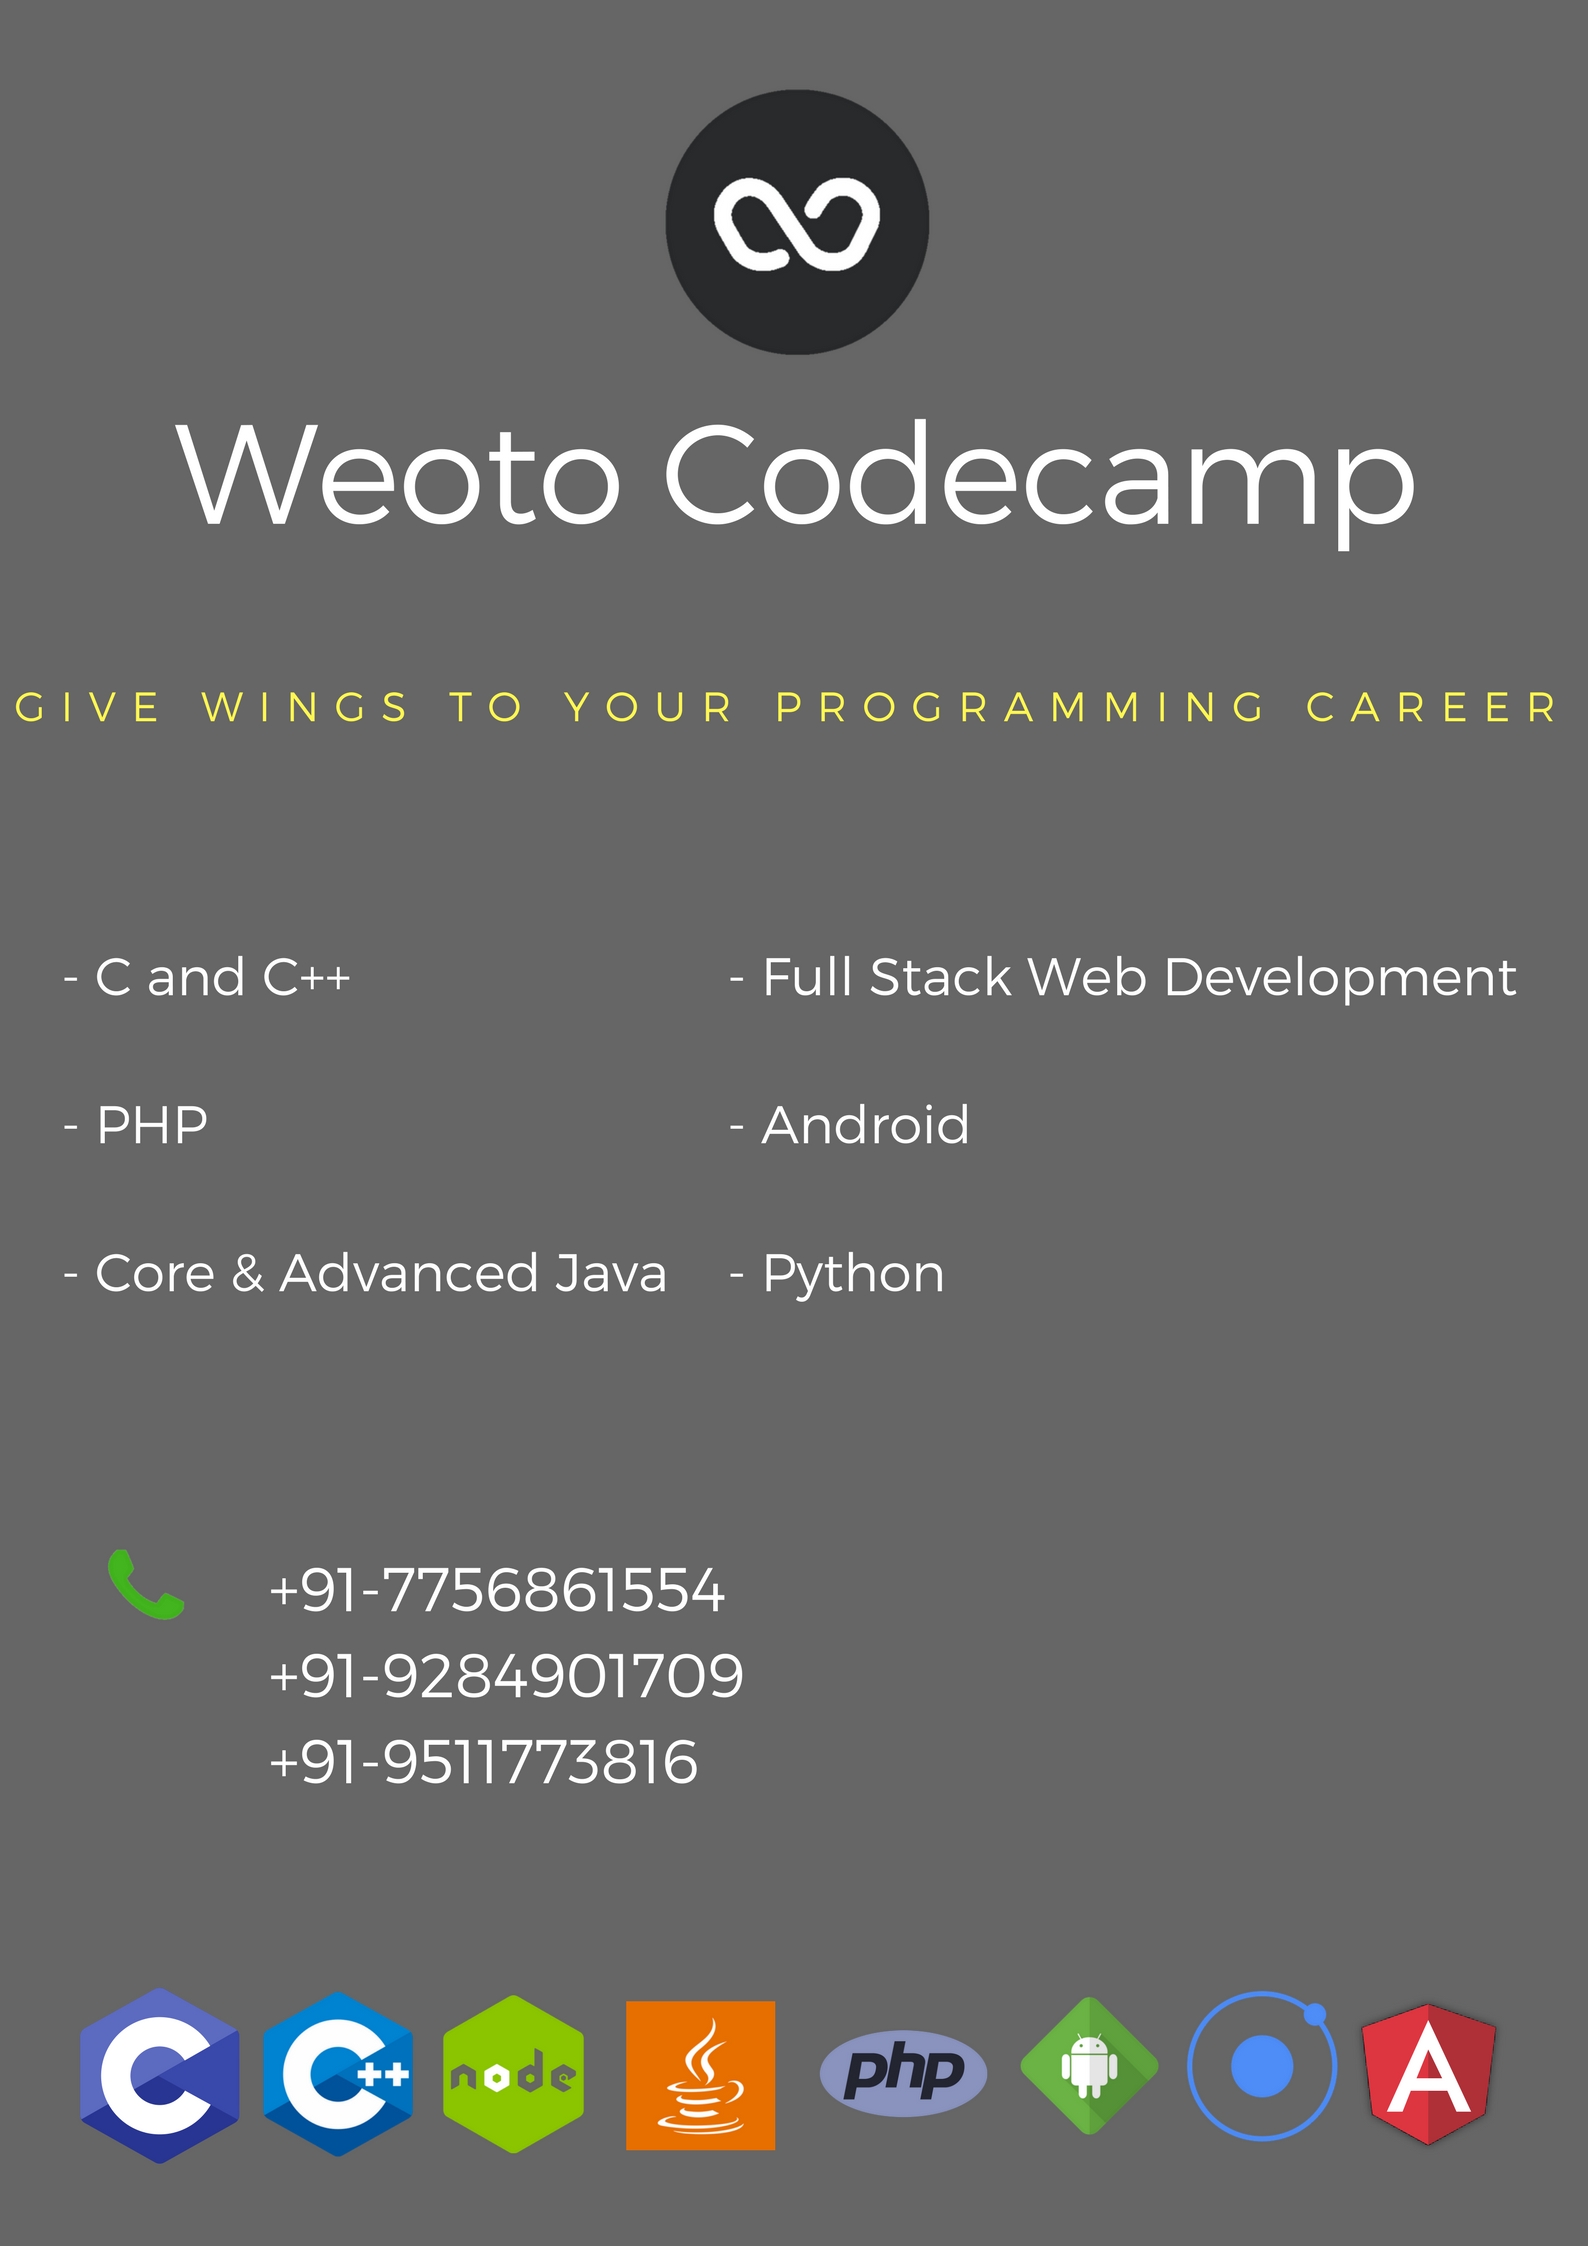 Weoto Codecamp
GIVE WINGS TO YOUR PROGRAMMING CAREER
- C and C++
- PHP
- Core & Advanced Java
- Full Stack Web Development
- Android
- Python
+91-7756861554
+91-9284901709
+91-9511773816
C C++ node php A